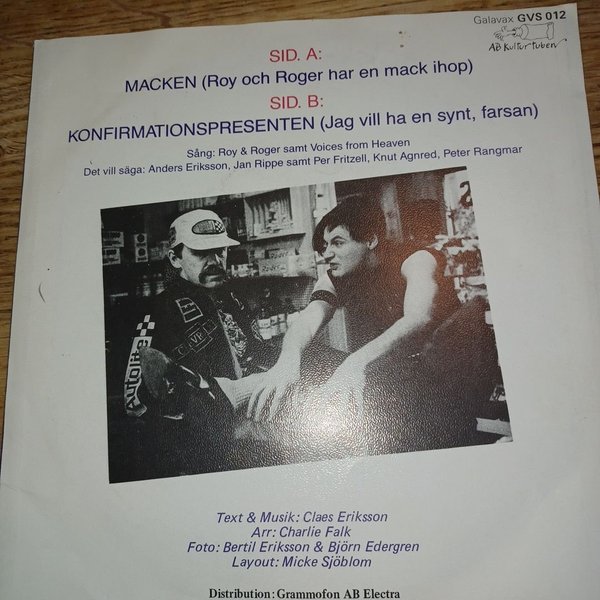 Galavax GVS 012
AB Kulturtuben
SID. A:
MACKEN (Roy och Roger har en mack ihop)
SID. B:
KONFIRMATIONSPRESENTEN (Jag vill ha en synt, farsan)
Sång: Roy & Roger samt Voices from Heaven
Det vill säga: Anders Eriksson, Jan Rippe samt Per Fritzell, Knut Agnred, Peter Rangmar
Autolite
Text & Musik: Claes Eriksson
Arr: Charlie Falk
Foto: Bertil Eriksson & Björn Edergren
Layout: Micke Sjöblom
Distribution: Grammofon AB Electra